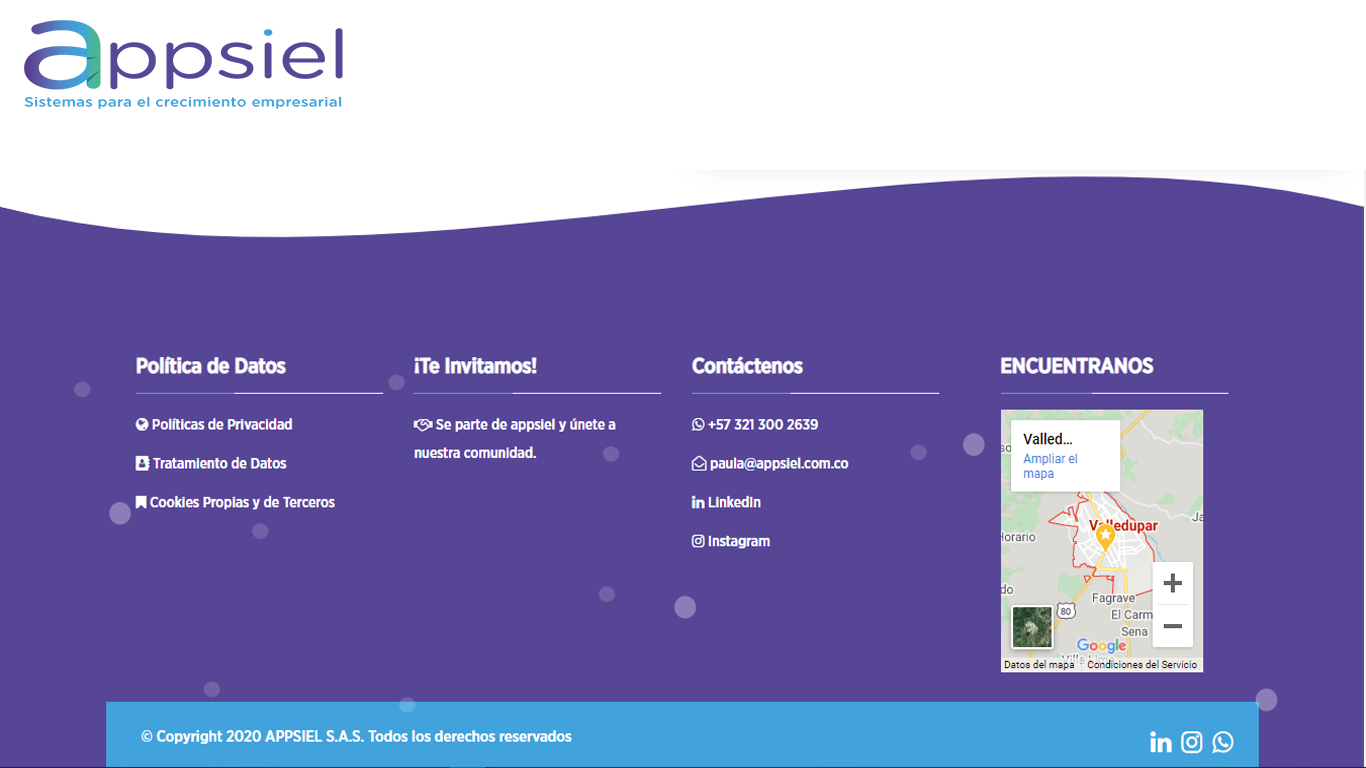 appsiel
Sistemas para el crecimiento empresarial
Política de Datos
Políticas de Privacidad
Tratamiento de Datos
Cookies Propias y de Terceros
¡Te Invitamos!
Se parte de appsiel y únete a
nuestra comunidad.
Contáctenos
+57 321 300 2639
paula@appsiel.com.co
LinkedIn
Instagram
ENCUENTRANOS
Valled...
Ampliar el
mapa
Valledupar
Horario
Fagrave
80
El Carm
Sena
Google
Datos del mapa
Condiciones del Servicio
© Copyright 2020 APPSIEL S.A.S. Todos los derechos reservados